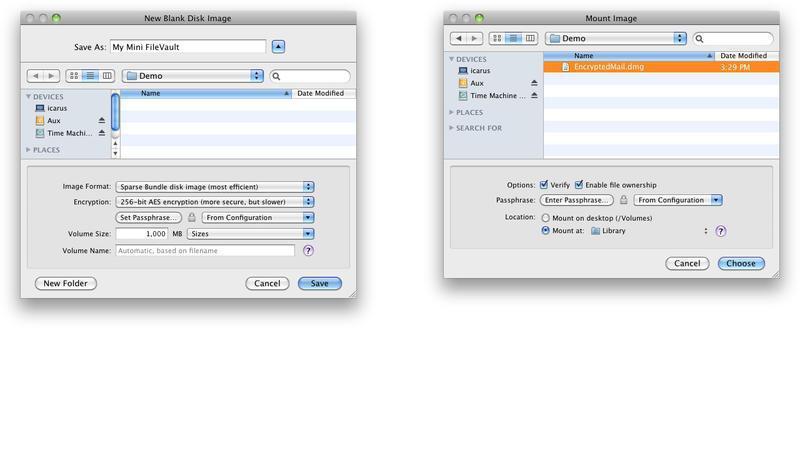 New Blank Disk Image
Save As: My Mini FileVault
Demo
DEVICES
Name
Date Modified
icarus
Aux
Time Machi...
PLACES
Image Format: Sparse Bundle disk image (most efficient)
Encryption: 256-bit AES encryption (more secure, but slower)
Set Passphrase... From Configuration
Volume Size: 1,000 MB Sizes
Volume Name: Automatic, based on filename ?
New Folder Cancel Save
Mount Image
Demo
DEVICES
Name
Date Modified
icarus
EncryptedMail.dmg 3:29 PM
Aux
Time Machine ...
PLACES
SEARCH FOR
Options: Verify Enable file ownership
Passphrase: Enter Passphrase... From Configuration
Location: Mount on desktop (/Volumes)
Mount at: Library ?
Cancel Choose